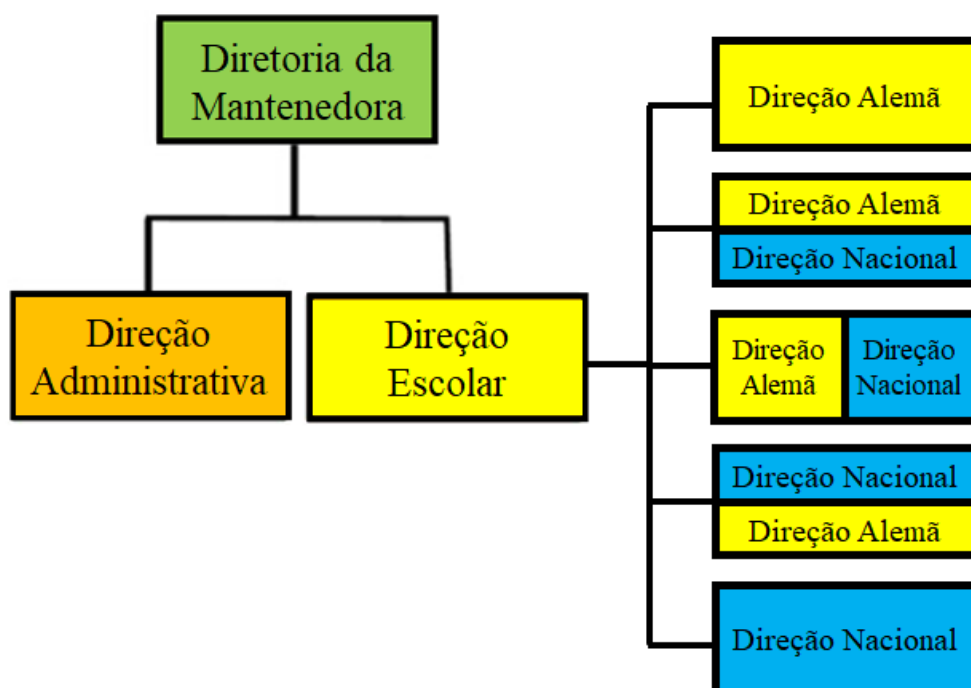 Diretoria da
Mantenedora
Direção
Administrativa
Direção
Escolar
Direção Alemã
Direção Alemã
Direção Nacional
Direção
Alemã
Direção
Nacional
Direção Nacional
Direção Alemã
Direção Nacional